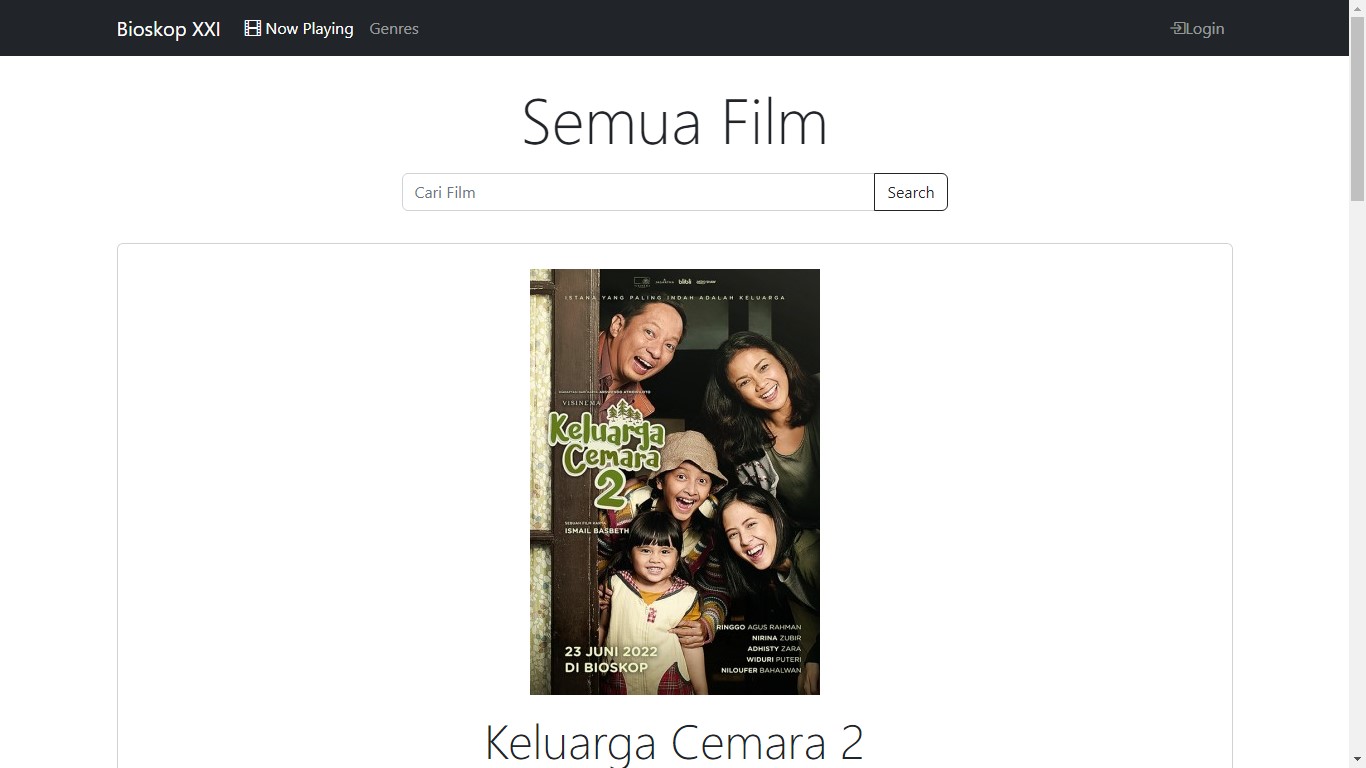 Bioskop XXI
Now Playing
Genres
Login
Semua Film
Cari Film
Search
blibli
ISTANA YANG PALING INDAH ADALAH KELUARGA
VISINEMA
Keluarga
Cemara
2
SEBUAH FILM KARYA
ISMAIL BASBETH
RINGGO AGUS RAHMAN
NIRINA ZUBIR
ADHISTY ZARA
WIDURI PUTERI
NILOUFER BAHALWAN
23 JUNI 2022
DI BIOSKOP
Keluarga Cemara 2